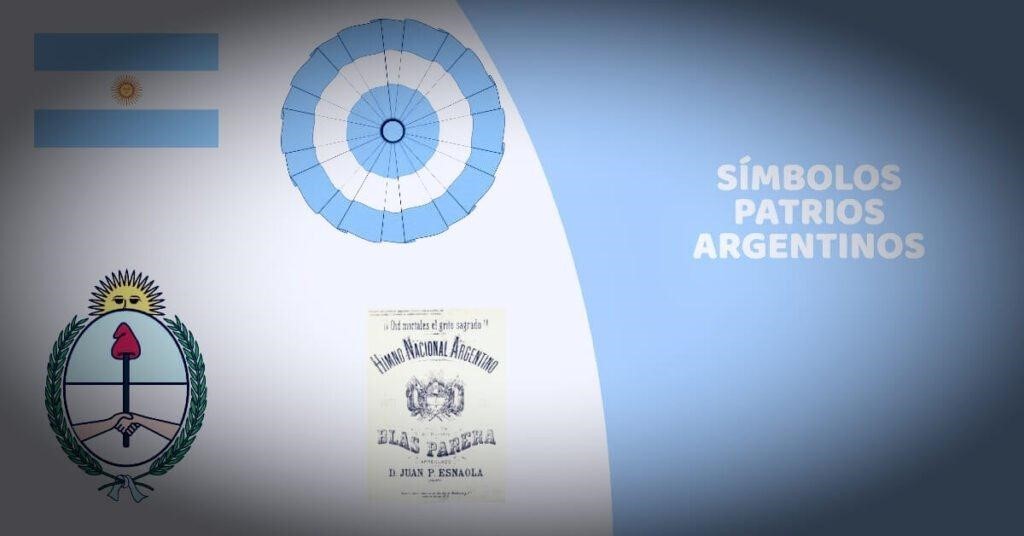 SÍMBOLOS
PATRIOS
ARGENTINOS
¡¡ Oid mortales el grito sagrado !!
HIMNO NACIONAL ARGENTINO
BLAS PARERA
D. JUAN P. ESNAOLA